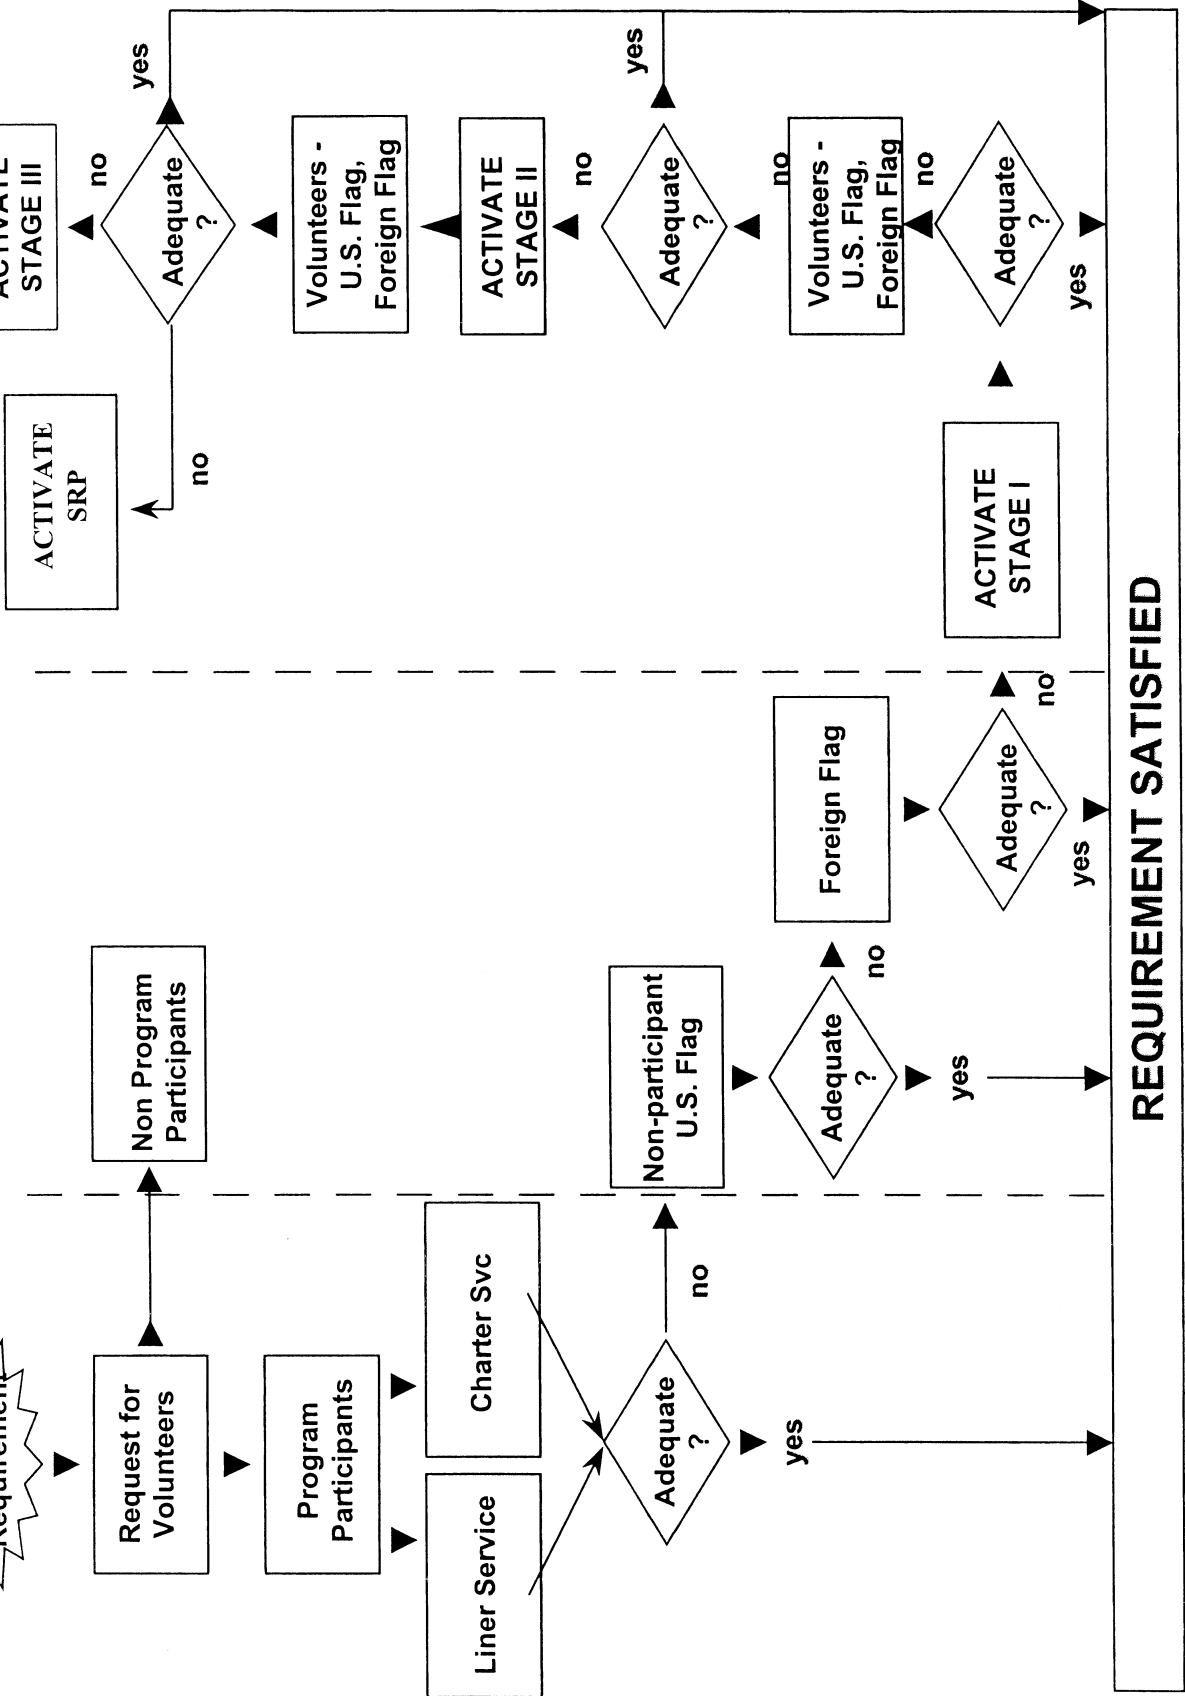 Requirement
Request for
Volunteers
Program
Participants
Liner Service
Charter Svc
Adequate
?
no
yes
Non Program
Participants
Non-participant
U.S. Flag
Adequate
?
no
yes
Foreign Flag
Adequate
?
no
yes
ACTIVATE
STAGE I
Adequate
?
yes
no
Volunteers -
U.S. Flag,
Foreign Flag
no
Adequate
?
yes
no
ACTIVATE
STAGE II
Volunteers -
U.S. Flag,
Foreign Flag
Adequate
?
yes
no
ACTIVATE
STAGE III
no
ACTIVATE
SRP
REQUIREMENT SATISFIED